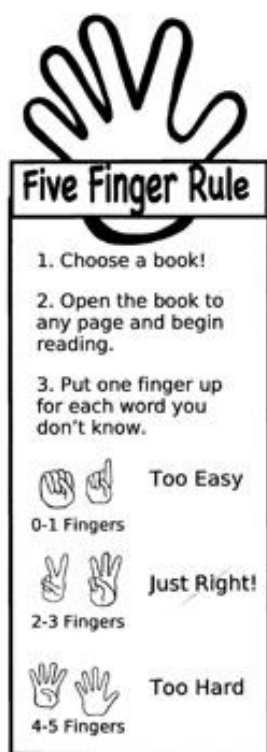 Five Finger Rule
1. Choose a book!
2. Open the book to
any page and begin
reading.
3. Put one finger up
for each word you
don't know.
Too Easy
0-1 Fingers
Just Right!
2-3 Fingers
Too Hard
4-5 Fingers